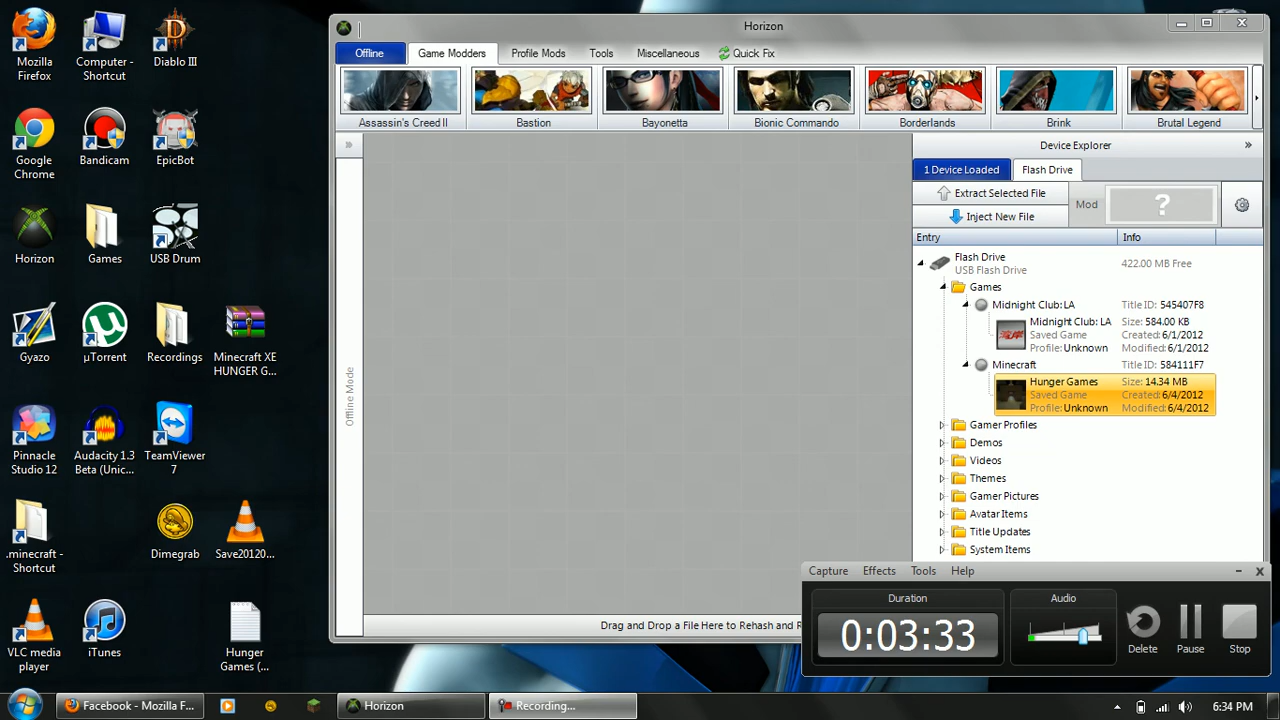 Mozilla
Firefox
Computer -
Shortcut
Diablo III
Google
Chrome
Bandicam
EpicBot
Horizon
Games
USB Drum
Gyazo
µTorrent
Recordings
Minecraft XE
HUNGER G...
Pinnacle
Studio 12
Audacity 1.3
Beta (Unic...
TeamViewer
7
.minecraft -
Shortcut
Dimegrab
Save20120...
VLC media
player
iTunes
Hunger
Games (...
Horizon
Offline
Game Modders
Profile Mods
Tools
Miscellaneous
Quick Fix
Assassin's Creed II
Bastion
Bayonetta
Bionic Commando
Borderlands
Brink
Brutal Legend
Offline Mode
Device Explorer
1 Device Loaded
Flash Drive
Extract Selected File
Inject New File
Mod
?
Entry
Info
Flash Drive
USB Flash Drive
422.00 MB Free
Games
Midnight Club: LA
Title ID: 545407F8
Midnight Club: LA
Saved Game
Profile: Unknown
Size: 584.00 KB
Created: 6/1/2012
Modified: 6/1/2012
Minecraft
Title ID: 584111F7
Hunger Games
Saved Game
Profile: Unknown
Size: 14.34 MB
Created: 6/4/2012
Modified: 6/4/2012
Gamer Profiles
Demos
Videos
Themes
Gamer Pictures
Avatar Items
Title Updates
System Items
Drag and Drop a File Here to Rehash and R
Capture
Effects
Tools
Help
Duration
0:03:33
Audio
Delete
Pause
Stop
Facebook - Mozilla F...
Horizon
Recording...
6:34 PM